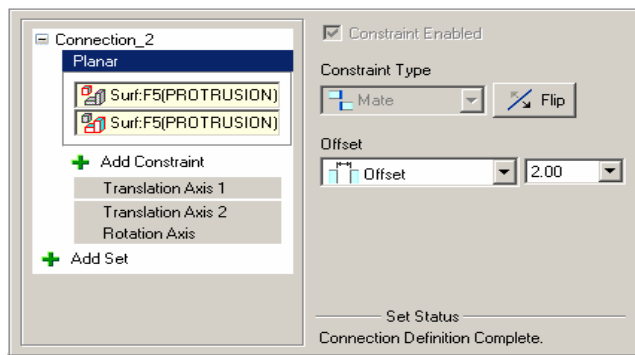 Connection_2
Planar
Surf:F5(PROTRUSION)
Surf:F5(PROTRUSION)
Add Constraint
Translation Axis 1
Translation Axis 2
Rotation Axis
Add Set
Constraint Enabled
Constraint Type
Mate
Flip
Offset
Offset
2.00
Set Status
Connection Definition Complete.